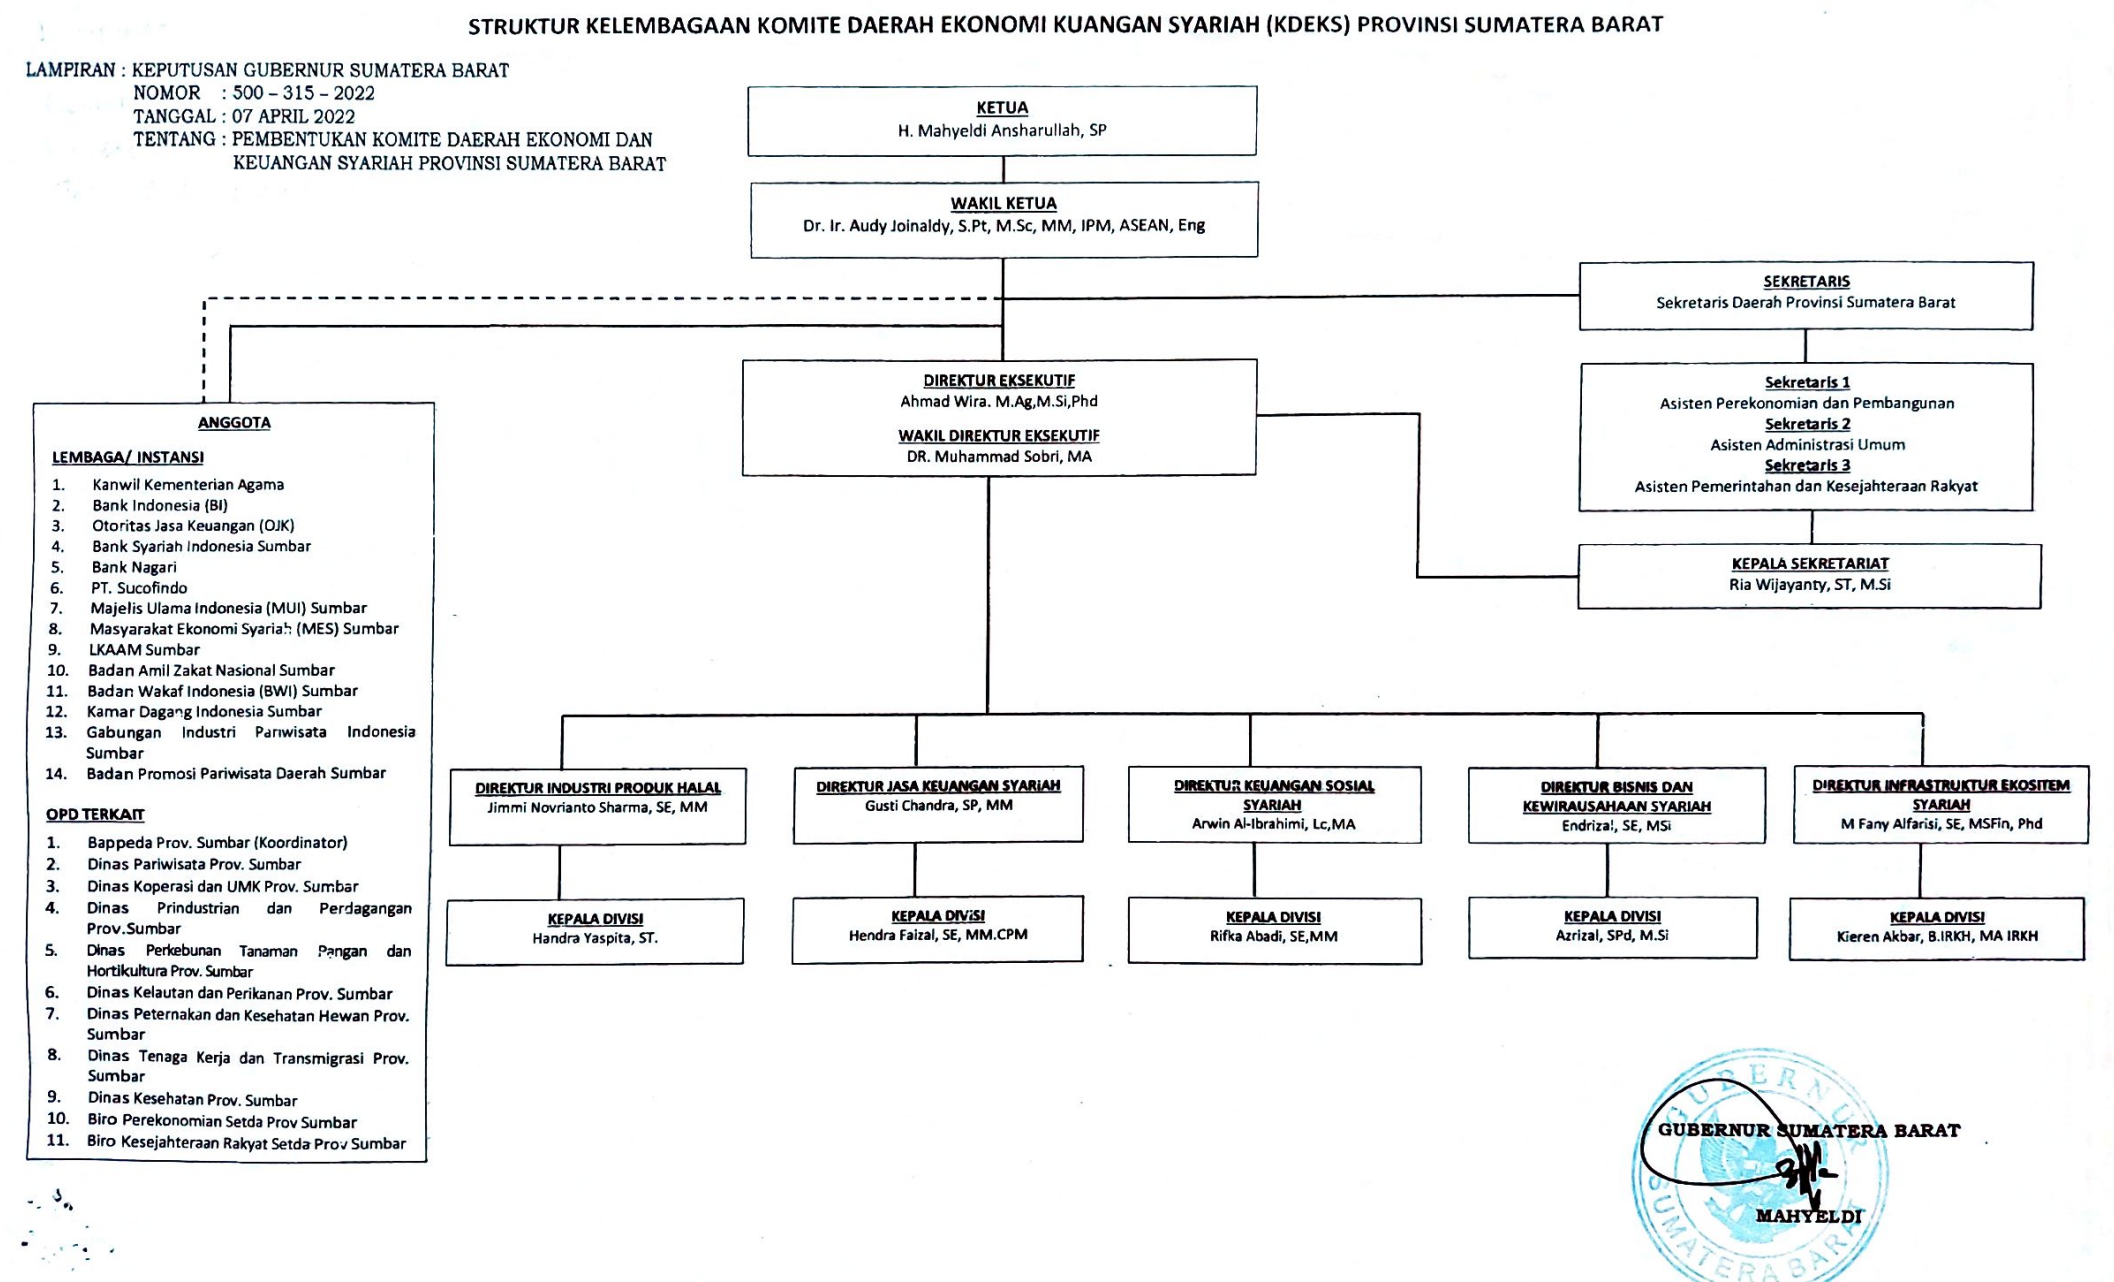 STRUKTUR KELEMBAGAAN KOMITE DAERAH EKONOMI KUANGAN SYARIAH (KDEKS) PROVINSI SUMATERA BARAT
LAMPIRAN : KEPUTUSAN GUBERNUR SUMATERA BARAT
NOMOR : 500 – 315 – 2022
TANGGAL : 07 APRIL 2022
TENTANG : PEMBENTUKAN KOMITE DAERAH EKONOMI DAN
KEUANGAN SYARIAH PROVINSI SUMATERA BARAT
KETUA
H. Mahyeldi Ansharullah, SP
WAKIL KETUA
Dr. Ir. Audy Joinaldy, S.Pt, M.Sc, MM, IPM, ASEAN, Eng
SEKRETARIS
Sekretaris Daerah Provinsi Sumatera Barat
Sekretaris 1
Asisten Perekonomian dan Pembangunan
Sekretaris 2
Asisten Administrasi Umum
Sekretaris 3
Asisten Pemerintahan dan Kesejahteraan Rakyat
KEPALA SEKRETARIAT
Ria Wijayanty, ST, M.Si
DIREKTUR EKSEKUTIF
Ahmad Wira. M.Ag,M.Si,Phd
WAKIL DIREKTUR EKSEKUTIF
DR. Muhammad Sobri, MA
ANGGOTA
LEMBAGA/ INSTANSI
1. Kanwil Kementerian Agama
2. Bank Indonesia (BI)
3. Otoritas Jasa Keuangan (OJK)
4. Bank Syariah Indonesia Sumbar
5. Bank Nagari
6. PT. Sucofindo
7. Majelis Ulama Indonesia (MUI) Sumbar
8. Masyarakat Ekonomi Syariah (MES) Sumbar
9. LKAAM Sumbar
10. Badan Amil Zakat Nasional Sumbar
11. Badan Wakaf Indonesia (BWI) Sumbar
12. Kamar Dagang Indonesia Sumbar
13. Gabungan Industri Pariwisata Indonesia
Sumbar
14. Badan Promosi Pariwisata Daerah Sumbar
OPD TERKAIT
1. Bappeda Prov. Sumbar (Koordinator)
2. Dinas Pariwisata Prov. Sumbar
3. Dinas Koperasi dan UMK Prov. Sumbar
4. Dinas Prindustrian dan Perdagangan
Prov.Sumbar
5. Dinas Perkebunan Tanaman Pangan dan
Hortikultura Prov. Sumbar
6. Dinas Kelautan dan Perikanan Prov. Sumbar
7. Dinas Peternakan dan Kesehatan Hewan Prov.
Sumbar
8. Dinas Tenaga Kerja dan Transmigrasi Prov.
Sumbar
9. Dinas Kesehatan Prov. Sumbar
10. Biro Perekonomian Setda Prov Sumbar
11. Biro Kesejahteraan Rakyat Setda Prov Sumbar
DIREKTUR INDUSTRI PRODUK HALAL
Jimmi Novrianto Sharma, SE, MM
DIREKTUR JASA KEUANGAN SYARIAH
Gusti Chandra, SP, MM
DIREKTUR KEUANGAN SOSIAL
SYARIAH
Arwin Al-Ibrahimi, Lc,MA
DIREKTUR BISNIS DAN
KEWIRAUSAHAAN SYARIAH
Endrizal, SE, MSi
DIREKTUR INFRASTRUKTUR EKOSITEM
SYARIAH
M Fany Alfarisi, SE, MSFin, Phd
KEPALA DIVISI
Handra Yaspita, ST.
KEPALA DIVISI
Hendra Faizal, SE, MM.CPM
KEPALA DIVISI
Rifka Abadi, SE,MM
KEPALA DIVISI
Azrizal, SPd, M.Si
KEPALA DIVISI
Kieren Akbar, B.IRKH, MA IRKH
GUBERNUR
GUBERNUR SUMATERA BARAT
MAHYELDI
SUMATERA BARAT